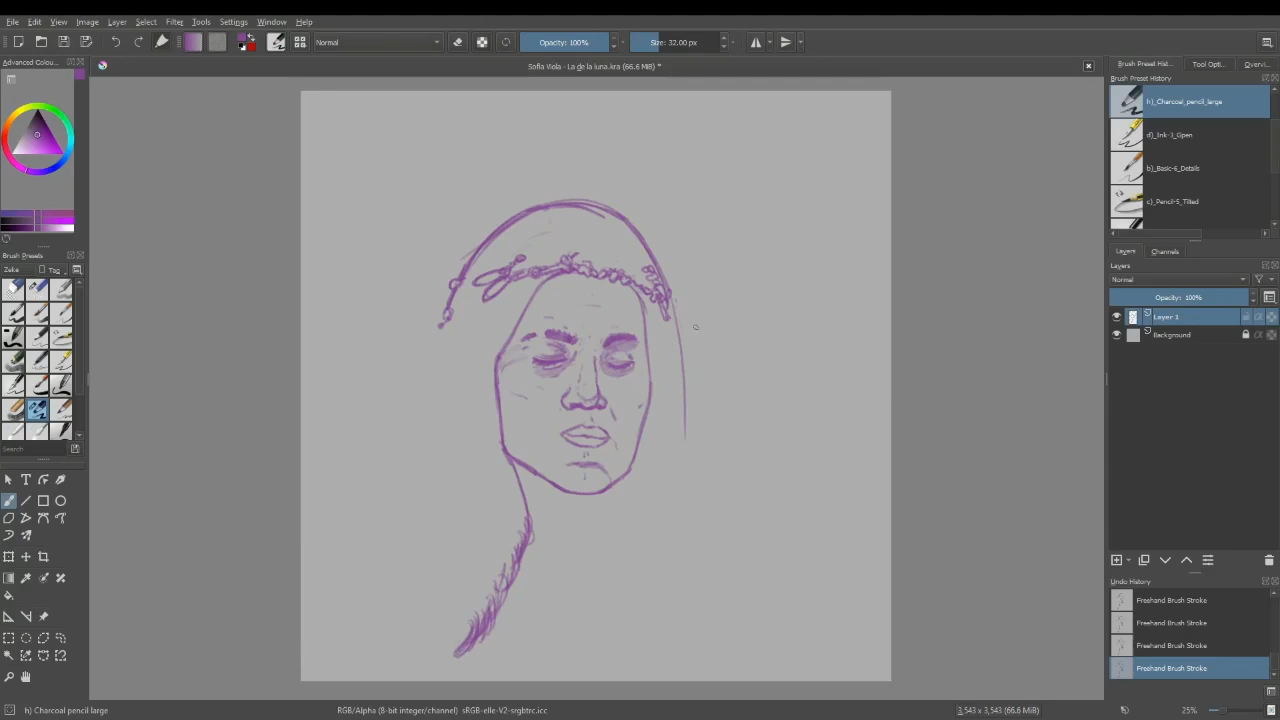 File Edit View Image Layer Select Filter Tools Settings Window Help
Normal Opacity: 100% Size: 32.00 px
Advanced Colou...
Sofia Viola - La de la luna.kra (66.6 MiB) *
Brush Preset Hist... Tool Opti... Overvi...
Brush Preset History
h)_Charcoal_pencil_large
d)_Ink-3_Gpen
b)_Basic-6_Details
c)_Pencil-5_Tilted
Layers Channels
Layers
Normal
Opacity: 100%
Layer 1
Background
Brush Presets
Zeke Tag
Search
Undo History
Freehand Brush Stroke
Freehand Brush Stroke
Freehand Brush Stroke
Freehand Brush Stroke
h) Charcoal pencil large
RGB/Alpha (8-bit integer/channel) sRGB-elle-V2-srgbtrc.icc
3,543 x 3,543 (66.6 MiB)
25%